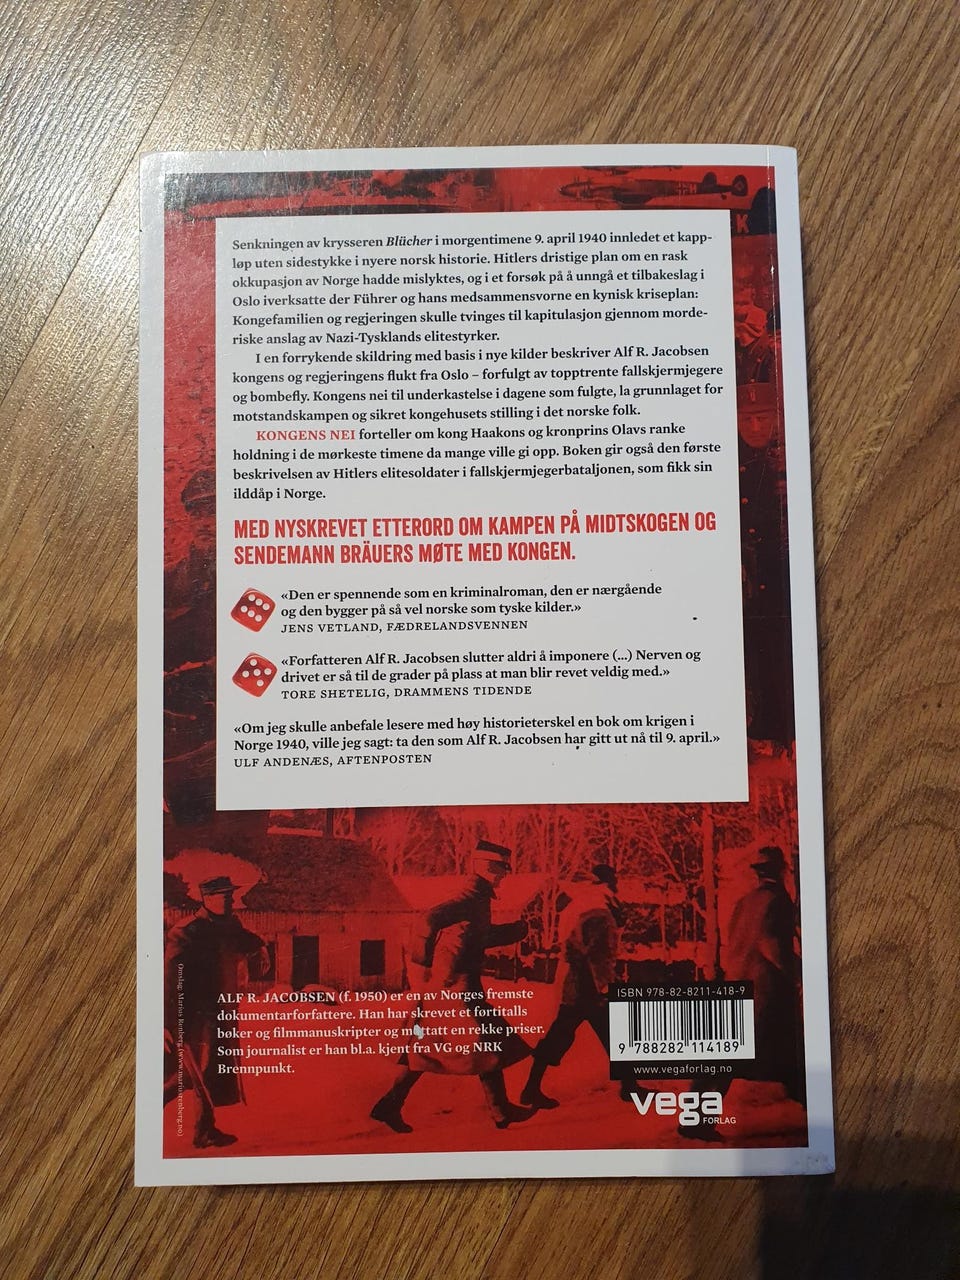 Senkningen av krysseren Blücher i morgentimene 9. april 1940 innledet et kapp-
løp uten sidestykke i nyere norsk historie. Hitlers dristige plan om en rask
okkupasjon av Norge hadde mislyktes, og i et forsøk på å unngå et tilbakeslag i
Oslo iverksatte der Führer og hans medsammensvorne en kynisk kriseplan:
Kongefamilien og regjeringen skulle tvinges til kapitulasjon gjennom morde-
riske anslag av Nazi-Tysklands elitestyrker.
I en forrykende skildring med basis i nye kilder beskriver Alf R. Jacobsen
kongens og regjeringens flukt fra Oslo – forfulgt av topptrente fallskjermjegere
og bombefly. Kongens nei til underkastelse i dagene som fulgte, la grunnlaget for
motstandskampen og sikret kongehusets stilling i det norske folk.
KONGENS NEI forteller om kong Haakons og kronprins Olavs ranke
holdning i de mørkeste timene da mange ville gi opp. Boken gir også den første
beskrivelsen av Hitlers elitesoldater i fallskjermjegerbataljonen, som fikk sin
ilddåp i Norge.
MED NYSKREVET ETTERORD OM KAMPEN PÅ MIDTSKOGEN OG
SENDEMANN BRÄUERS MØTE MED KONGEN.
«Den er spennende som en kriminalroman, den er nærgående
og den bygger på så vel norske som tyske kilder.»
JENS VETLAND, FÆDRELANDSVENNEN
«Forfatteren Alf R. Jacobsen slutter aldri å imponere (...) Nerven og
drivet er så til de grader på plass at man blir revet veldig med.»
TORE SHETELIG, DRAMMENS TIDENDE
«Om jeg skulle anbefale lesere med høy historieterskel en bok om krigen i
Norge 1940, ville jeg sagt: ta den som Alf R. Jacobsen har gitt ut nå til 9. april.»
ULF ANDENÆS, AFTENPOSTEN
ALF R. JACOBSEN (f. 1950) er en av Norges fremste
dokumentarforfattere. Han har skrevet et førtitalls
bøker og filmmanuskripter og mottatt en rekke priser.
Som journalist er han bl.a. kjent fra VG og NRK
Brennpunkt.
Omslag: Marius Renberg (www.mariusrenberg.no)
ISBN 978-82-8211-418-9
9 788282 114189
www.vegaforlag.no
vega
FORLAG
K